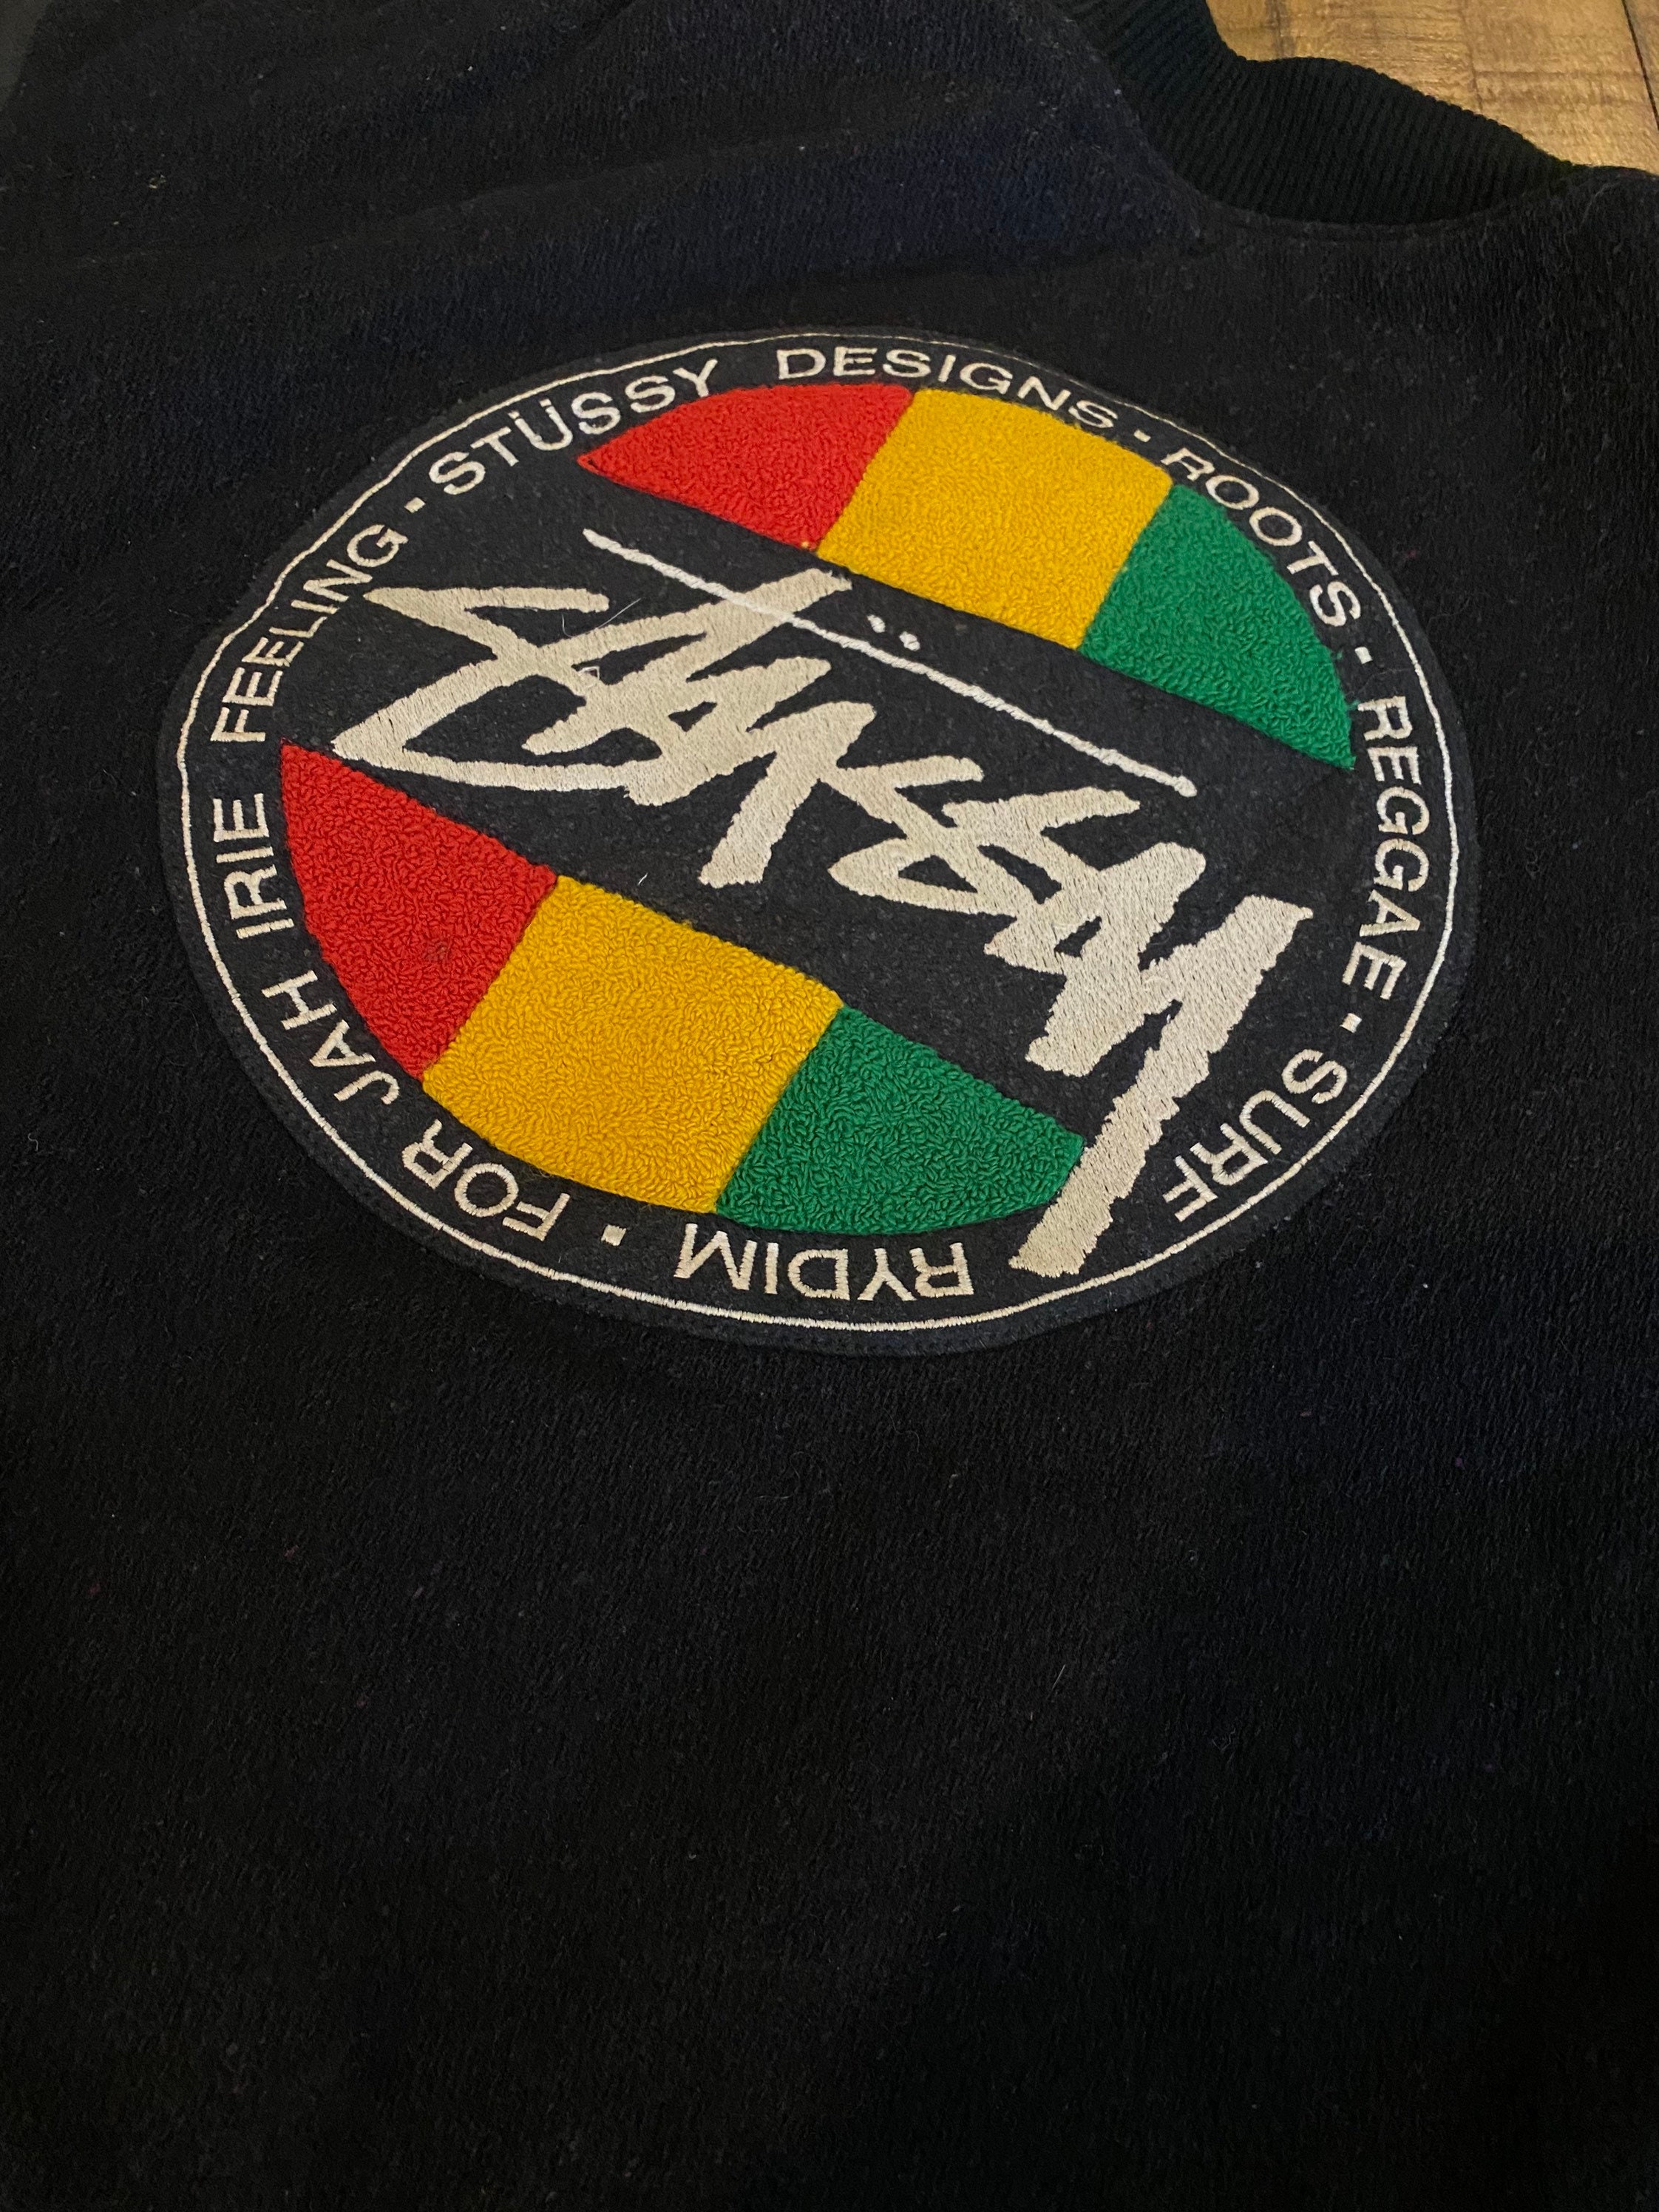 STÜSSY DESIGNS · ROOTS · REGGAE · SURF RYDIM · FOR JAH IRIE FEELING ·
Stüssy